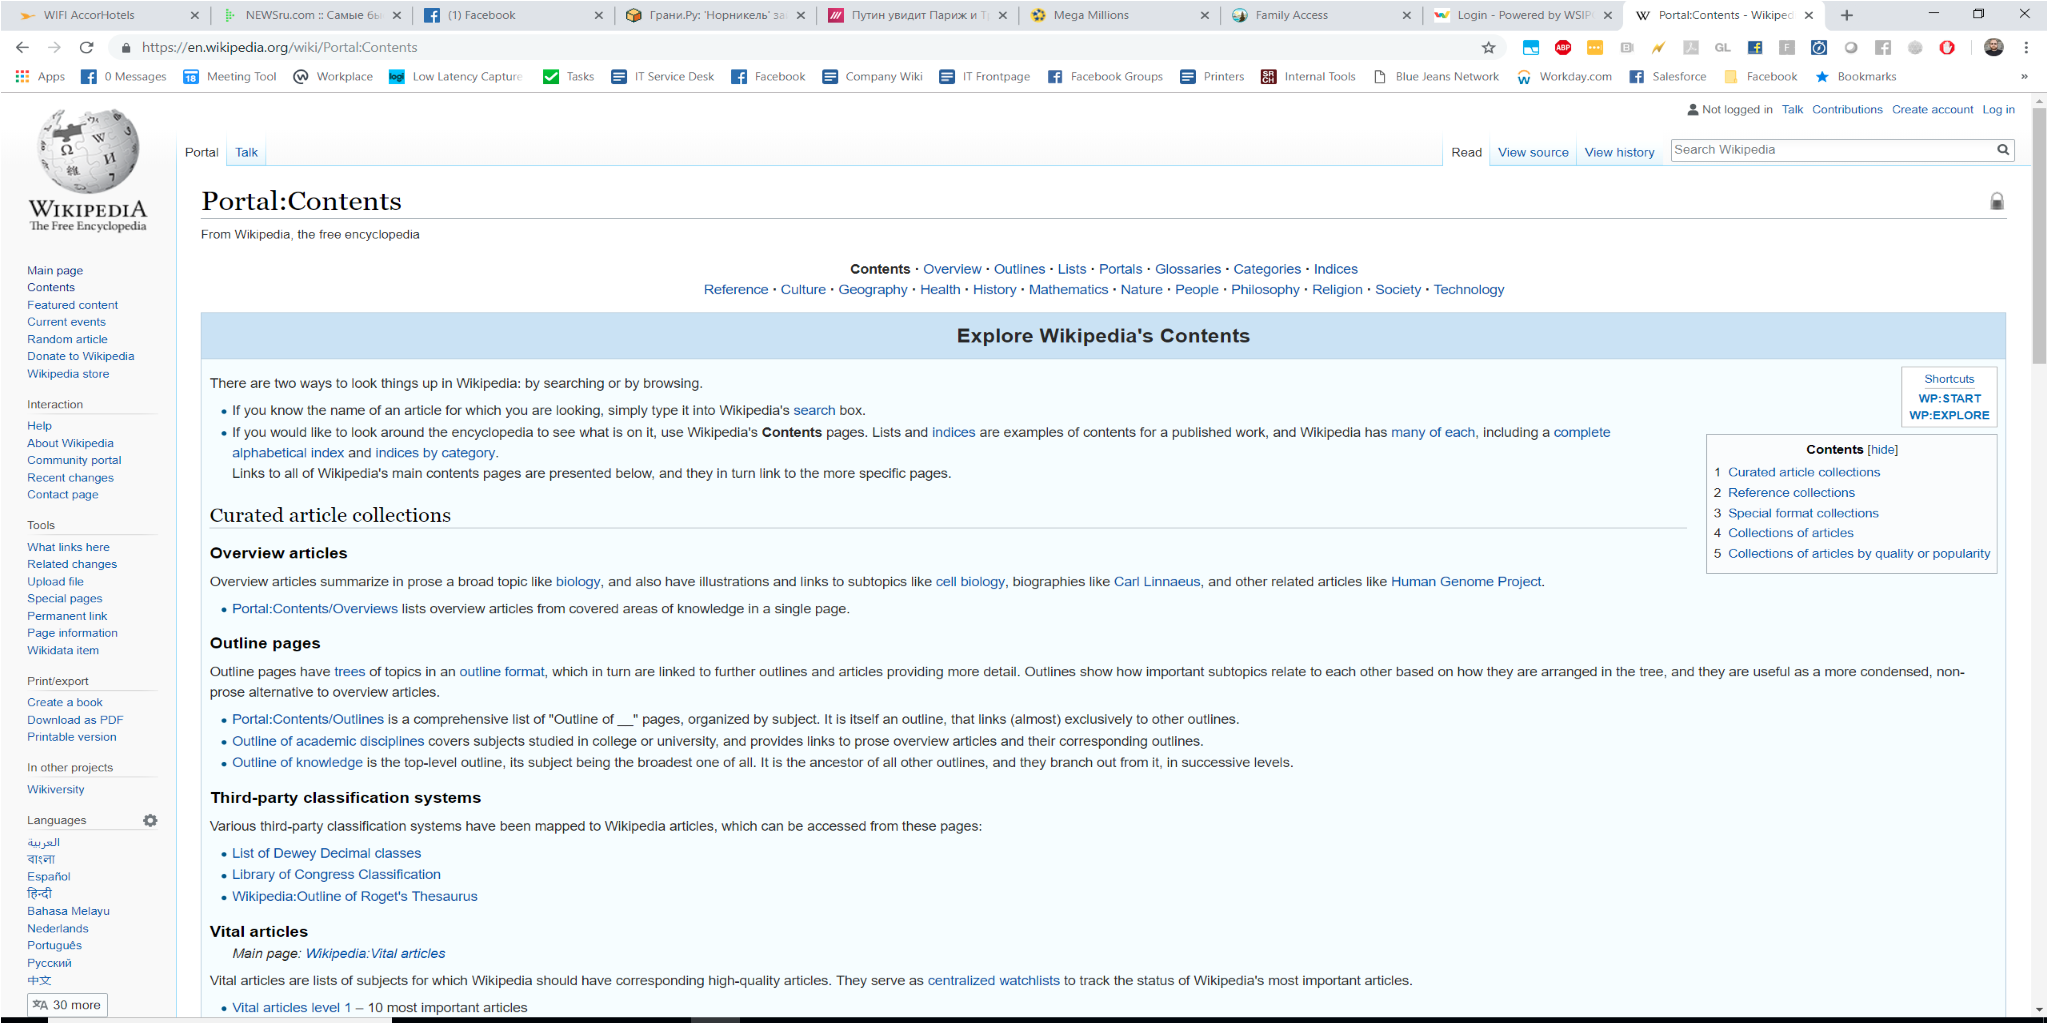 WIFI AccorHotels
NEWSru.com :: Самые
(1) Facebook
Грани.Ру: 'Норникель'
Путин увидит Париж и
Mega Millions
Family Access
Login - Powered by WSIP
Portal:Contents - Wikiped
https://en.wikipedia.org/wiki/Portal:Contents
ABP
GL
Apps
0 Messages
18
Meeting Tool
Workplace
logi
Low Latency Capture
Tasks
IT Service Desk
Facebook
Company Wiki
IT Frontpage
Facebook Groups
Printers
SRCH
Internal Tools
Blue Jeans Network
Workday.com
Salesforce
Facebook
Bookmarks
»
Not logged in Talk Contributions Create account Log in
WIKIPEDIA
The Free Encyclopedia
Portal Talk
Read View source View history
Search Wikipedia
Main page
Contents
Featured content
Current events
Random article
Donate to Wikipedia
Wikipedia store
Interaction
Help
About Wikipedia
Community portal
Recent changes
Contact page
Tools
What links here
Related changes
Upload file
Special pages
Permanent link
Page information
Wikidata item
Print/export
Create a book
Download as PDF
Printable version
In other projects
Wikiversity
Languages
العربية
বাংলা
Español
हिन्दी
Bahasa Melayu
Nederlands
Português
Русский
中文
30 more
Portal:Contents
From Wikipedia, the free encyclopedia
Contents · Overview · Outlines · Lists · Portals · Glossaries · Categories · Indices
Reference · Culture · Geography · Health · History · Mathematics · Nature · People · Philosophy · Religion · Society · Technology
Explore Wikipedia's Contents
There are two ways to look things up in Wikipedia: by searching or by browsing.
• If you know the name of an article for which you are looking, simply type it into Wikipedia's search box.
• If you would like to look around the encyclopedia to see what is on it, use Wikipedia's Contents pages. Lists and indices are examples of contents for a published work, and Wikipedia has many of each, including a complete
alphabetical index and indices by category.
Links to all of Wikipedia's main contents pages are presented below, and they in turn link to the more specific pages.
Shortcuts
WP:START
WP:EXPLORE
Contents [hide]
1 Curated article collections
2 Reference collections
3 Special format collections
4 Collections of articles
5 Collections of articles by quality or popularity
Curated article collections
Overview articles
Overview articles summarize in prose a broad topic like biology, and also have illustrations and links to subtopics like cell biology, biographies like Carl Linnaeus, and other related articles like Human Genome Project.
• Portal:Contents/Overviews lists overview articles from covered areas of knowledge in a single page.
Outline pages
Outline pages have trees of topics in an outline format, which in turn are linked to further outlines and articles providing more detail. Outlines show how important subtopics relate to each other based on how they are arranged in the tree, and they are useful as a more condensed, non-
prose alternative to overview articles.
• Portal:Contents/Outlines is a comprehensive list of "Outline of __" pages, organized by subject. It is itself an outline, that links (almost) exclusively to other outlines.
• Outline of academic disciplines covers subjects studied in college or university, and provides links to prose overview articles and their corresponding outlines.
• Outline of knowledge is the top-level outline, its subject being the broadest one of all. It is the ancestor of all other outlines, and they branch out from it, in successive levels.
Third-party classification systems
Various third-party classification systems have been mapped to Wikipedia articles, which can be accessed from these pages:
• List of Dewey Decimal classes
• Library of Congress Classification
• Wikipedia:Outline of Roget's Thesaurus
Vital articles
Main page: Wikipedia:Vital articles
Vital articles are lists of subjects for which Wikipedia should have corresponding high-quality articles. They serve as centralized watchlists to track the status of Wikipedia's most important articles.
• Vital articles level 1 – 10 most important articles